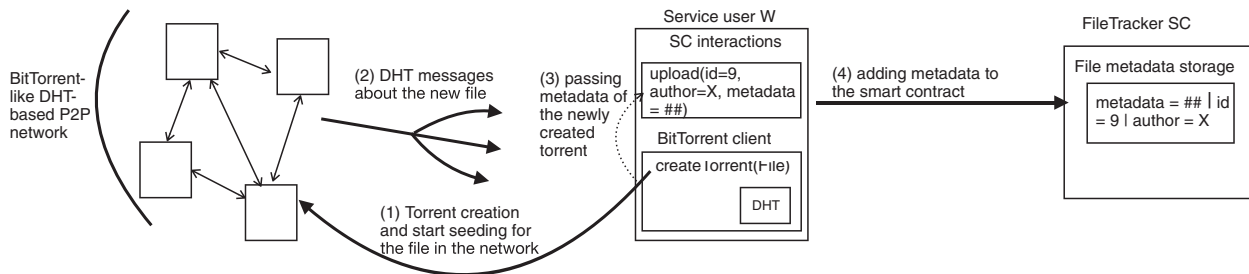 BitTorrent-
like DHT-
based P2P
network
(2) DHT messages
about the new file
(1) Torrent creation
and start seeding for
the file in the network
(3) passing
metadata of
the newly
created
torrent
Service user W
SC interactions
upload(id=9,
author=X, metadata
= ##)
BitTorrent client
createTorrent(File)
DHT
(4) adding metadata to
the smart contract
FileTracker SC
File metadata storage
metadata = ## | id
= 9 | author = X